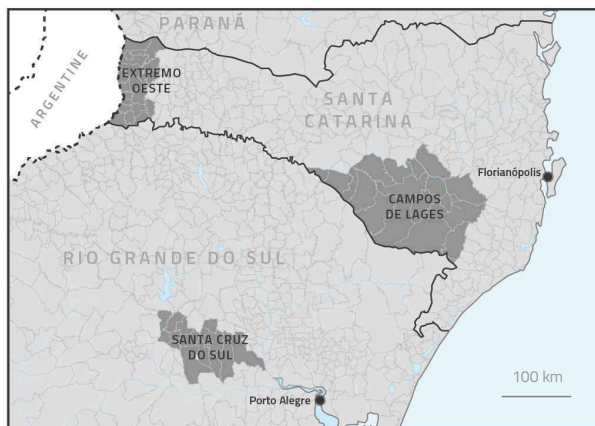 PARANÁ
ARGENTINE
EXTREMO
OESTE
SANTA
CATARINA
Florianópolis
CAMPOS
DE LAGES
RIO GRANDE DO SUL
SANTA CRUZ
DO SUL
100 km
Porto Alegre